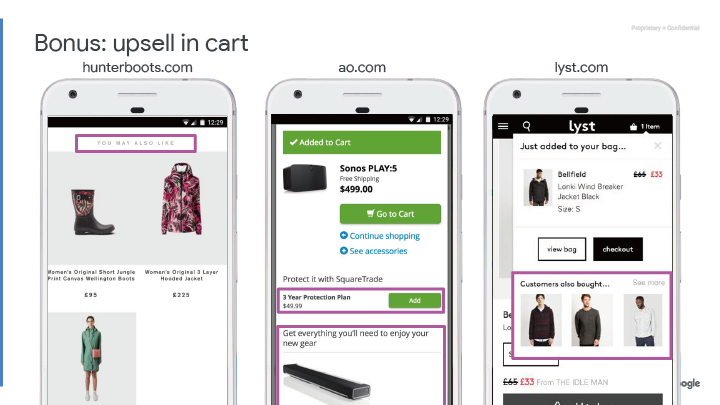 Proprietary + Confidential
Bonus: upsell in cart
hunterboots.com
12:29
YOU MAY ALSO LIKE
Women's Original Short Jungle
Print Canvas Wellington Boots
£95
Women's Original 3 Layer
Hooded Jacket
£225
ao.com
12:29
Added to Cart
Sonos PLAY:5
Free Shipping
$499.00
Go to Cart
Continue shopping
See accessories
Protect it with SquareTrade
3 Year Protection Plan
$49.99
Add
Get everything you'll need to enjoy your
new gear
lyst.com
lyst
1 Item
Just added to your bag...
Bellfield
£65 £33
Lonki Wind Breaker
Jacket Black
Size: S
view bag
checkout
Customers also bought...
See more
Be
Lo
S
£65 £33 From THE IDLE MAN
ogle